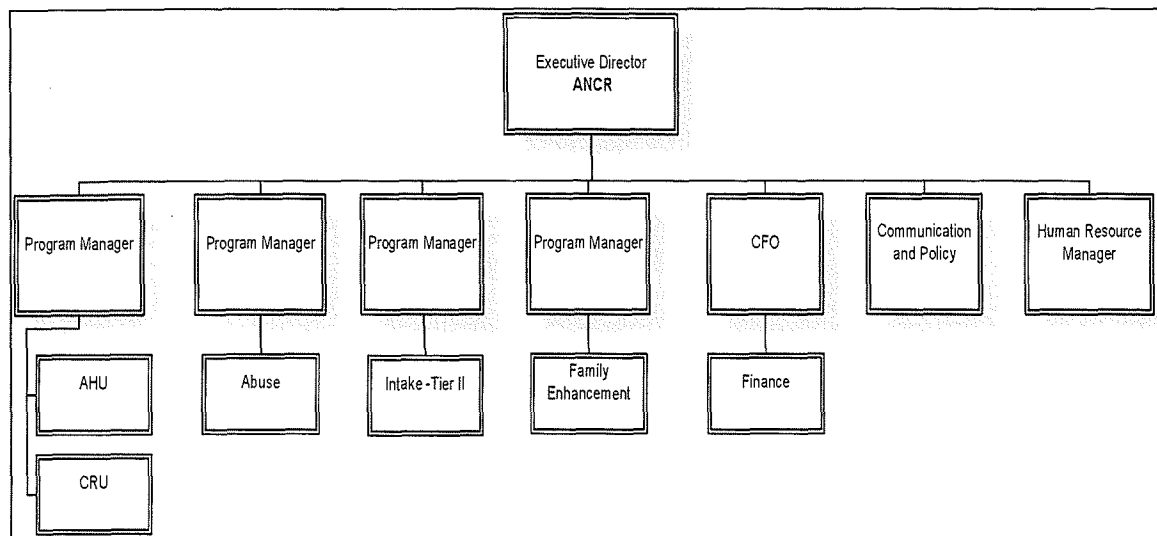 Executive Director
ANCR
Program Manager
Program Manager
Program Manager
Program Manager
CFO
Communication
and Policy
Human Resource
Manager
AHU
Abuse
Intake -Tier II
Family
Enhancement
Finance
CRU